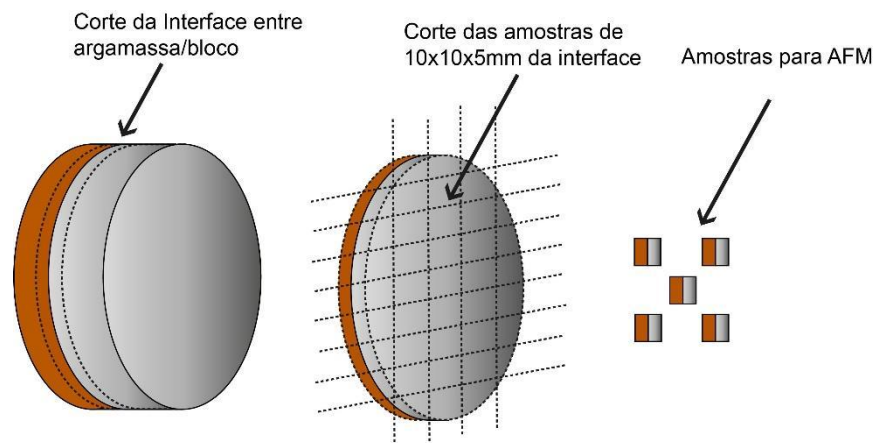 Corte da Interface entre
argamassa/bloco
Corte das amostras de
10x10x5mm da interface
Amostras para AFM